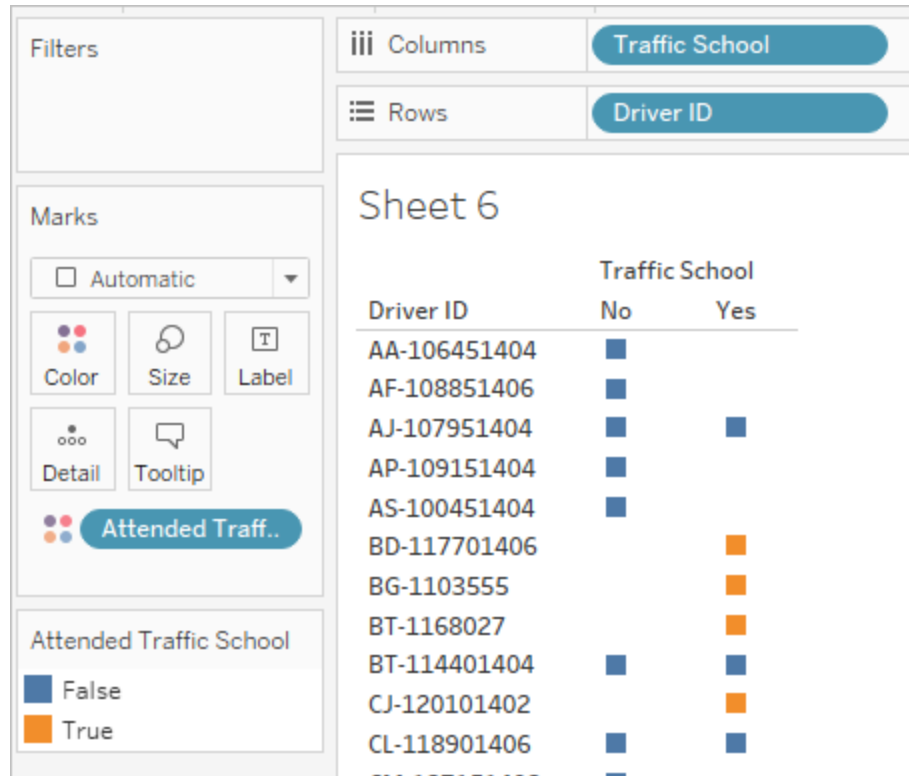 Filters
Columns Traffic School
Rows Driver ID
Marks
Automatic
Color Size Label
T
Detail Tooltip
Attended Traff..
Attended Traffic School
False
True
Sheet 6
Traffic School
Driver ID No Yes
AA-106451404
AF-108851406
AJ-107951404
AP-109151404
AS-100451404
BD-117701406
BG-1103555
BT-1168027
BT-114401404
CJ-120101402
CL-118901406